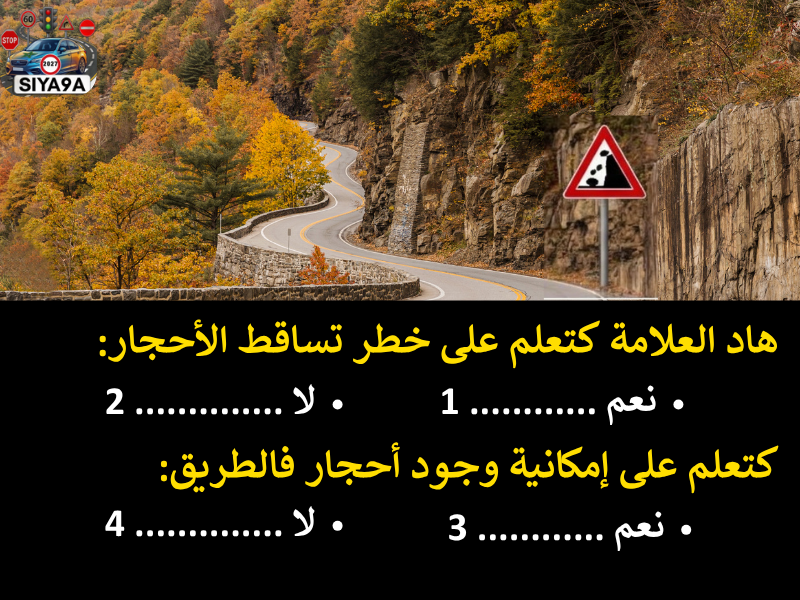 60
STOP
2027
SIYA9A
هاد العلامة كتعلم على خطر تساقط الأحجار:
• نعم ............ 1 • لا .............. 2
كتعلم على إمكانية وجود أحجار فالطريق:
• نعم ............ 3 • لا .............. 4